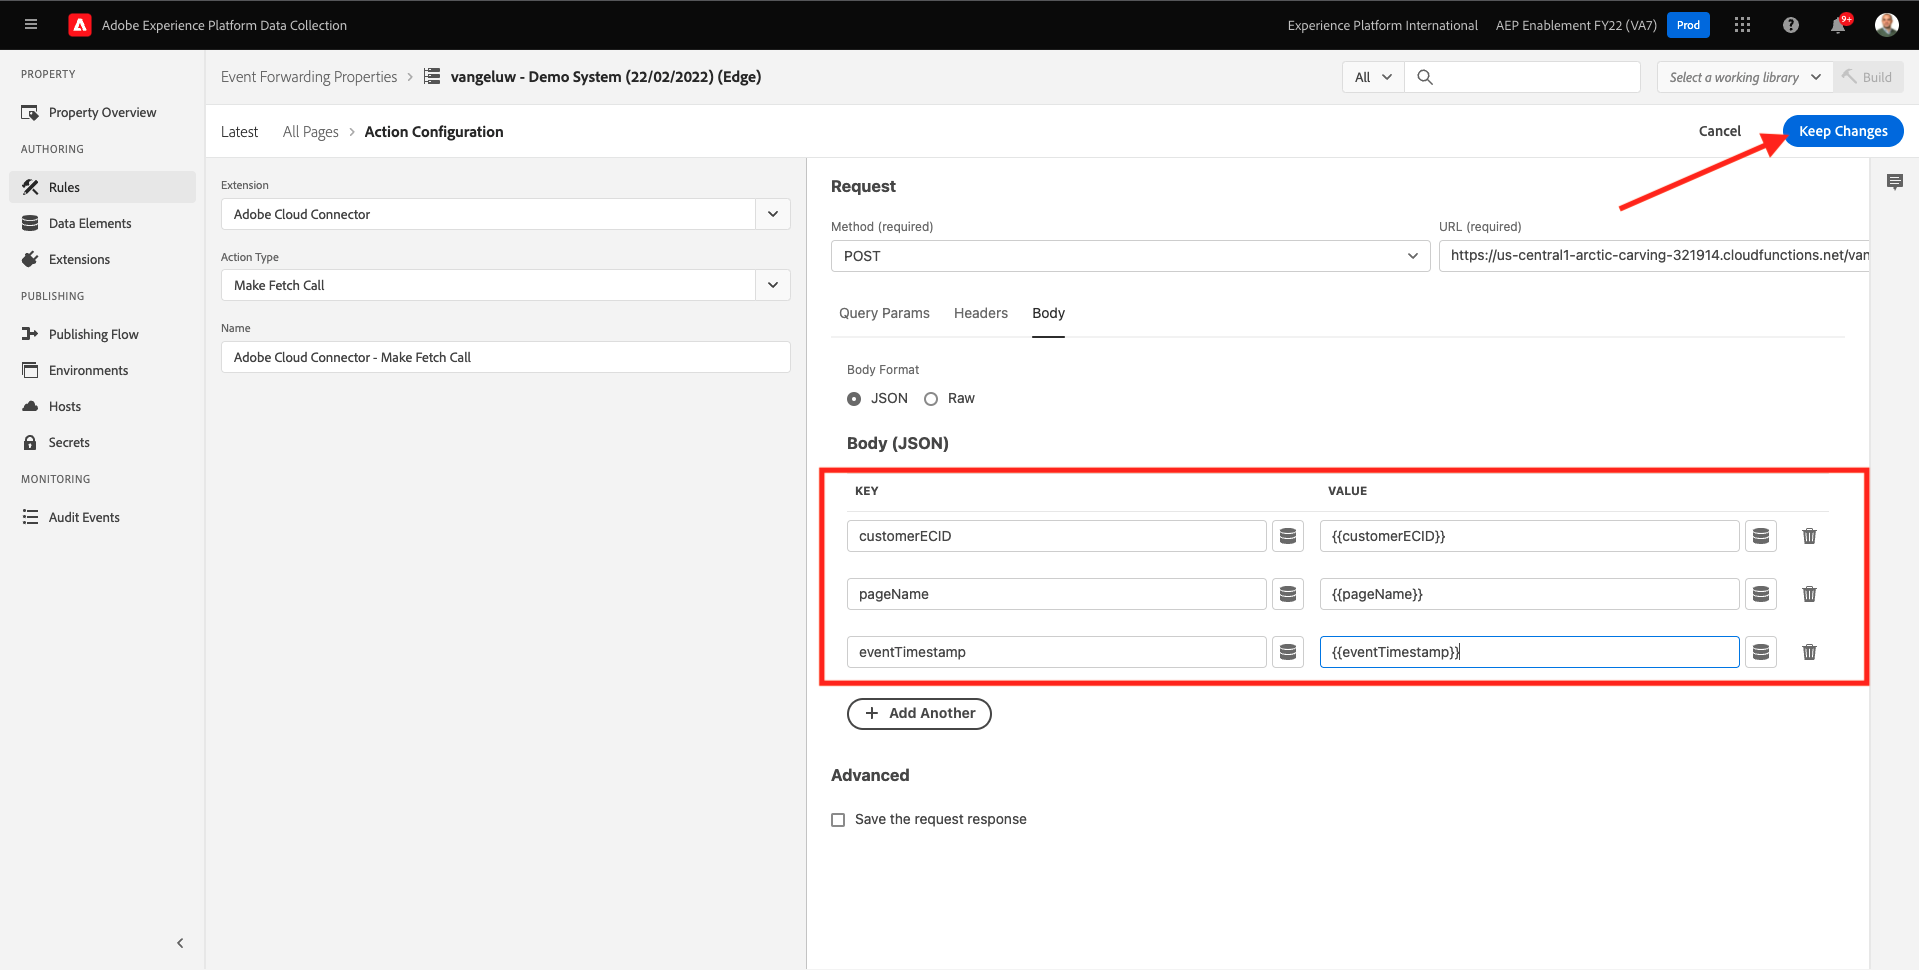 Adobe Experience Platform Data Collection
Experience Platform International
AEP Enablement FY22 (VA7)
Prod
9+
PROPERTY
Property Overview
AUTHORING
Rules
Data Elements
Extensions
PUBLISHING
Publishing Flow
Environments
Hosts
Secrets
MONITORING
Audit Events
Event Forwarding Properties > vangeluw - Demo System (22/02/2022) (Edge)
All
Select a working library
Build
Latest
All Pages > Action Configuration
Cancel
Keep Changes
Extension
Adobe Cloud Connector
Action Type
Make Fetch Call
Name
Adobe Cloud Connector - Make Fetch Call
Request
Method (required)
POST
URL (required)
https://us-central1-arctic-carving-321914.cloudfunctions.net/van
Query Params
Headers
Body
Body Format
JSON
Raw
Body (JSON)
KEY
VALUE
customerECID
{{customerECID}}
pageName
{{pageName}}
eventTimestamp
{{eventTimestamp}}
+ Add Another
Advanced
Save the request response